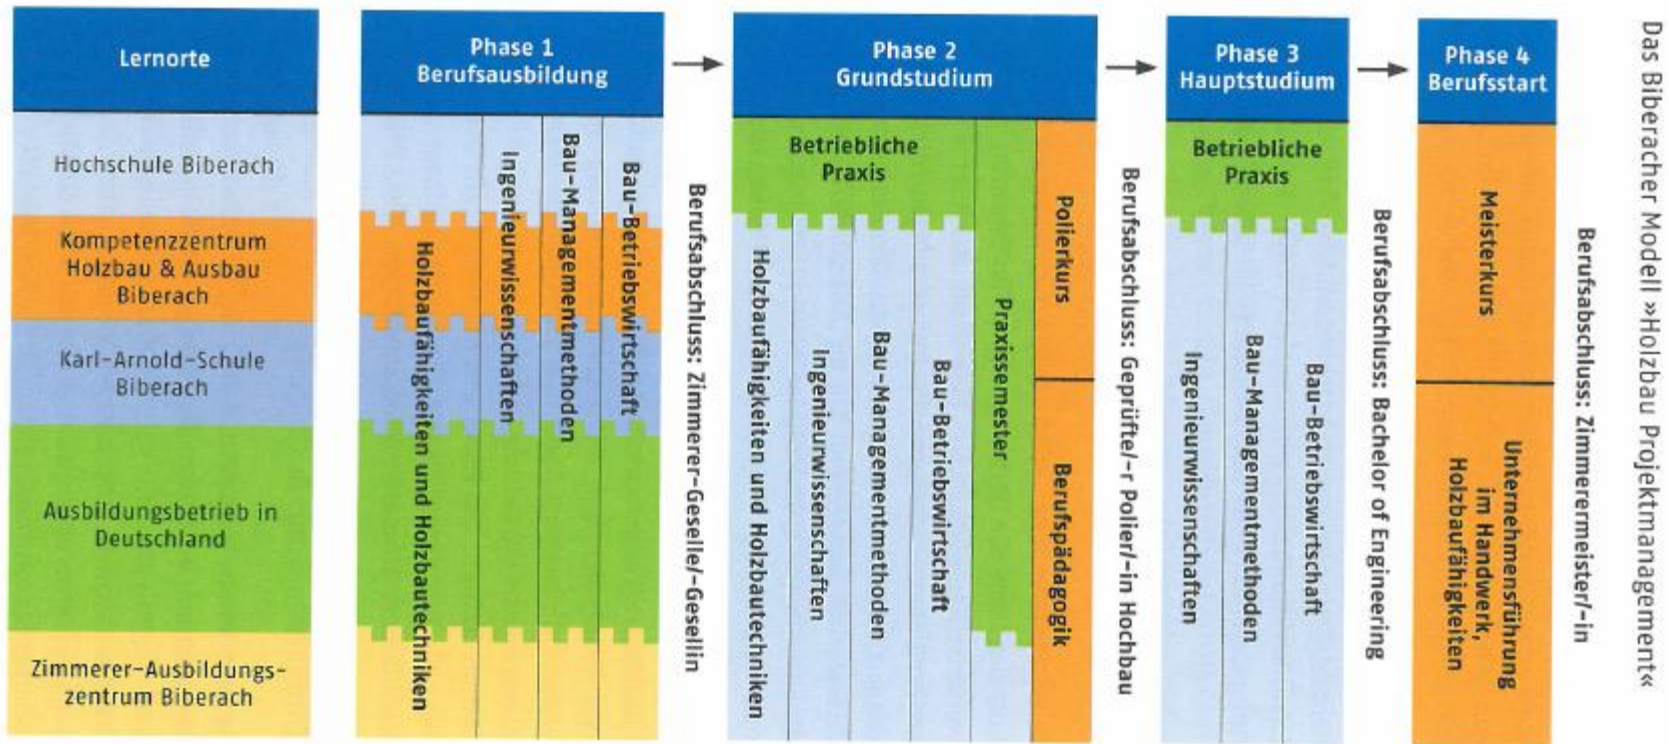 Lernorte
Hochschule Biberach
Kompetenzzentrum
Holzbau & Ausbau
Biberach
Karl-Arnold-Schule
Biberach
Ausbildungsbetrieb in
Deutschland
Zimmerer-Ausbildungs-
zentrum Biberach
Phase 1
Berufsausbildung
Holzbaufähigkeiten und Holzbautechniken
Ingenieurwissenschaften
Bau-Managementmethoden
Bau-Betriebswirtschaft
Berufsabschluss: Zimmerer-Geselle/-Gesellin
Phase 2
Grundstudium
Betriebliche
Praxis
Holzbaufähigkeiten und Holzbautechniken
Ingenieurwissenschaften
Bau-Managementmethoden
Bau-Betriebswirtschaft
Praxissemester
Polierkurs
Berufspädagogik
Berufsabschluss: Geprüfte/-r Polier/-in Hochbau
Phase 3
Hauptstudium
Betriebliche
Praxis
Ingenieurwissenschaften
Bau-Managementmethoden
Bau-Betriebswirtschaft
Berufsabschluss: Bachelor of Engineering
Phase 4
Berufsstart
Meisterkurs
Unternehmensführung
im Handwerk,
Holzbaufähigkeiten
Berufsabschluss: Zimmerermeister/-in
Das Biberacher Modell »Holzbau Projektmanagement«